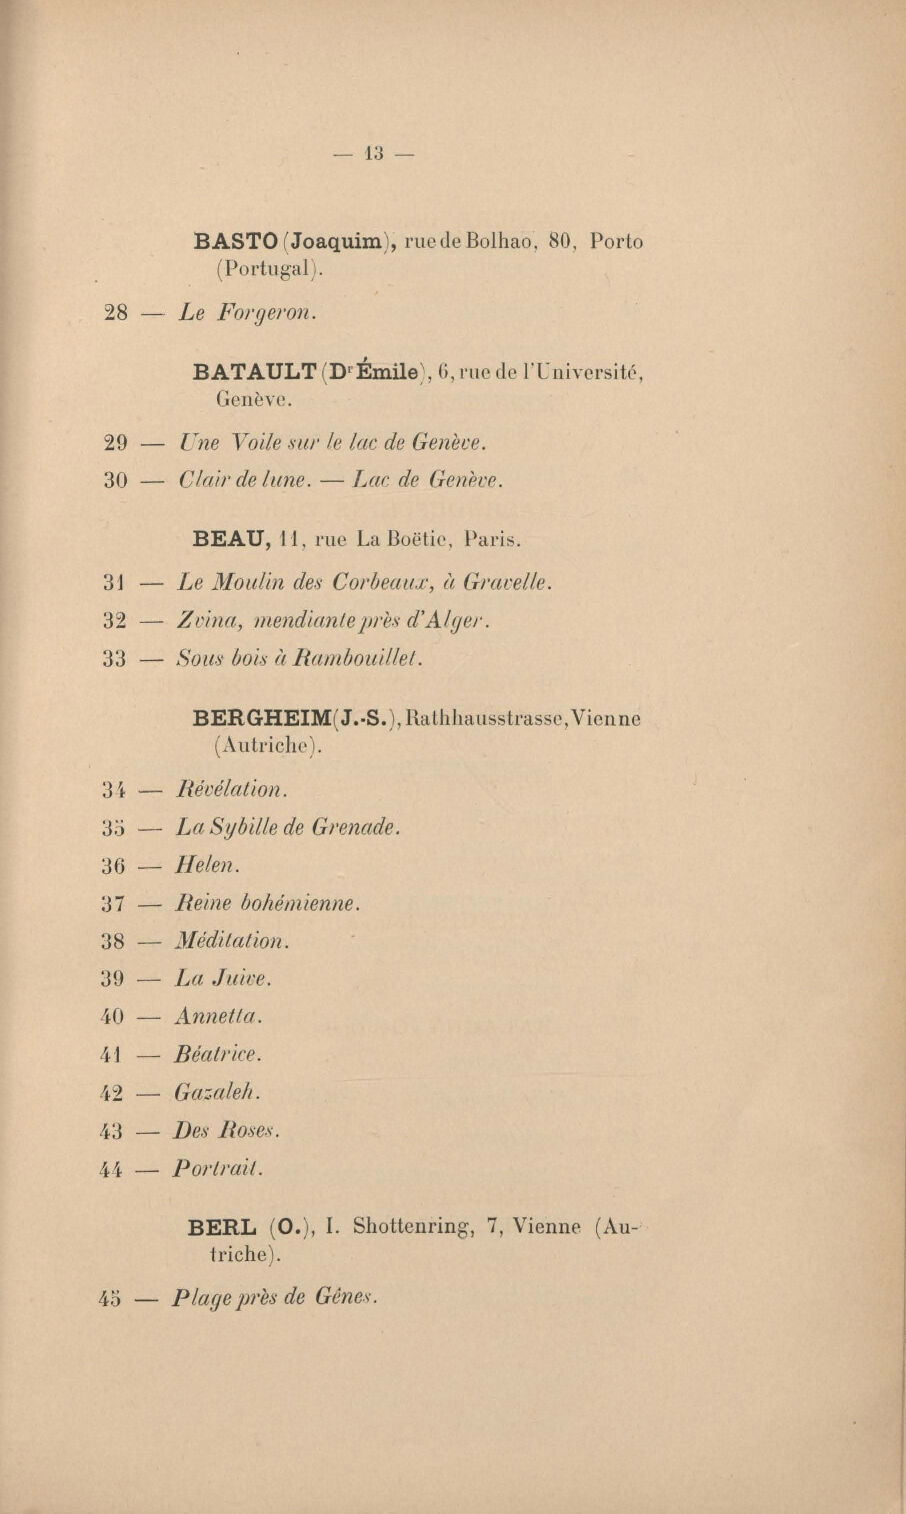 — 13 —
BASTO (Joaquim), rue de Bolhao, 80, Porto
(Portugal).
28 — Le Forgeron.
BATAULT (Dr Émile), 6, rue de l'Université,
Genève.
29 — Une Voile sur le lac de Genève.
30 — Clair de lune. — Lac de Genève.
BEAU, 11, rue La Boëtie, Paris.
31 — Le Moulin des Corbeaux, à Gravelle.
32 — Zvina, mendiante près d'Alger.
33 — Sous bois à Rambouillet.
BERGHEIM (J.-S.), Rathhausstrasse, Vienne
(Autriche).
34 — Révélation.
35 — La Sybille de Grenade.
36 — Helen.
37 — Reine bohémienne.
38 — Méditation.
39 — La Juive.
40 — Annetta.
41 — Béatrice.
42 — Gazaleh.
43 — Des Roses.
44 — Portrait.
BERL (O.), I. Shottenring, 7, Vienne (Au-
triche).
45 — Plage près de Gênes.